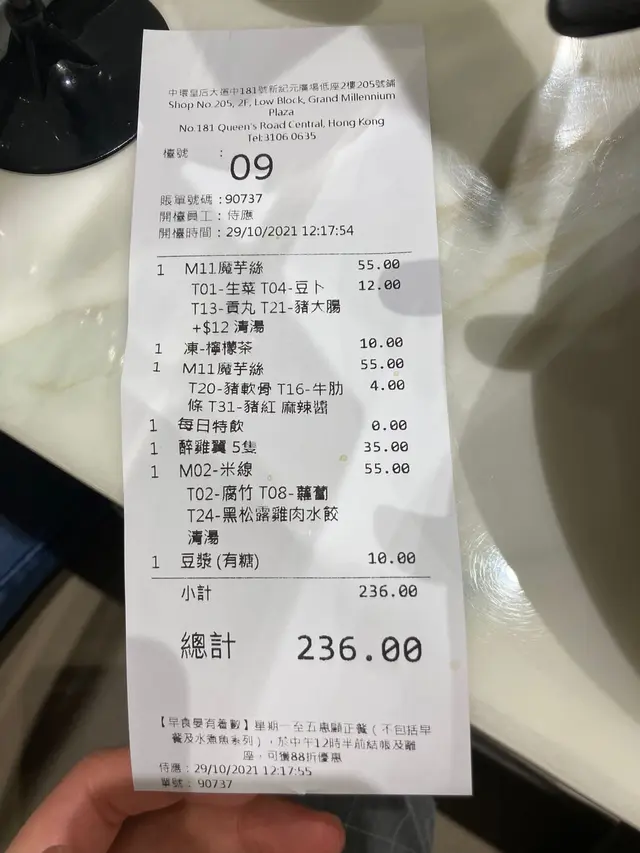 中環皇后大道中181號新紀元廣場低座2樓205號舖
Shop No.205, 2F, Low Block, Grand Millennium
Plaza
No.181 Queen's Road Central, Hong Kong
Tel:3106 0635
檯號 : 09
賬單號碼 : 90737
開檯員工 : 侍應
開檯時間 : 29/10/2021 12:17:54
1 M11魔芋絲 55.00
T01-生菜 T04-豆卜 12.00
T13-貢丸 T21-豬大腸
+$12 清湯
1 凍-檸檬茶 10.00
1 M11魔芋絲 55.00
T20-豬軟骨 T16-牛肋 4.00
條 T31-豬紅 麻辣醬
1 每日特飲 0.00
1 醉雞翼 5隻 35.00
1 M02-米線 55.00
T02-腐竹 T08-蘿蔔
T24-黑松露雞肉水餃
清湯
1 豆漿 (有糖) 10.00
小計 236.00
總計 236.00
【早食晏有着數】星期一至五惠顧正餐 ( 不包括早
餐及水煮魚系列 ) , 於中午12時半前結帳及離
座 , 可獲88折優惠
侍應 : 29/10/2021 12:17:55
單號 : 90737